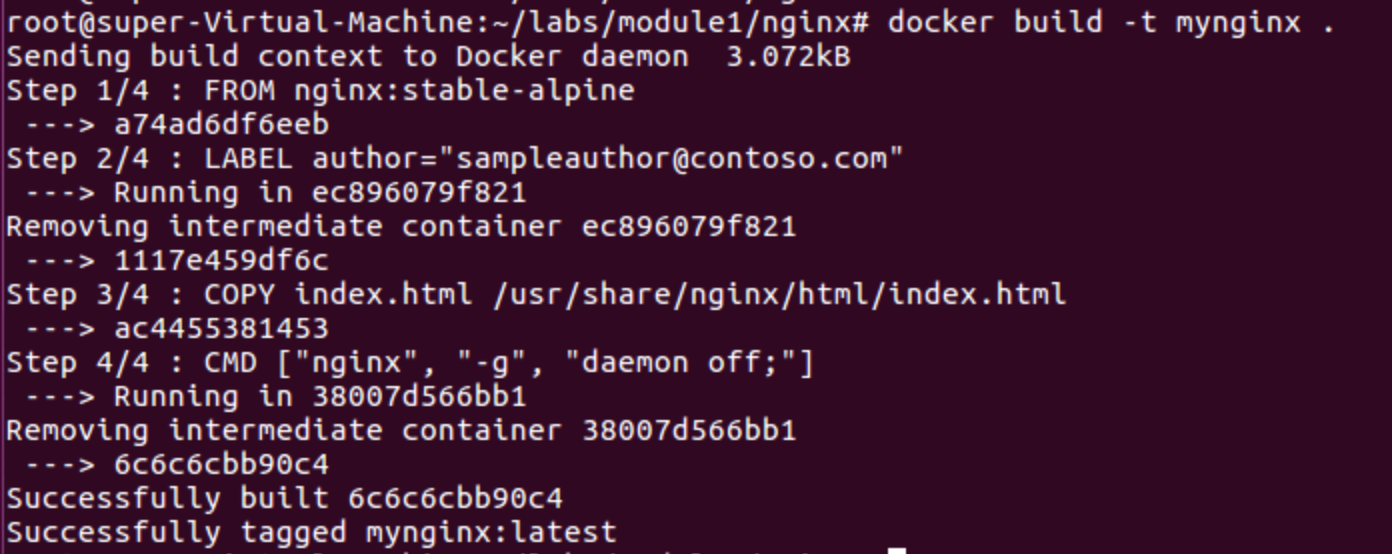 root@super-Virtual-Machine:~/labs/module1/nginx# docker build -t mynginx .
Sending build context to Docker daemon  3.072kB
Step 1/4 : FROM nginx:stable-alpine
 ---> a74ad6df6eeb
Step 2/4 : LABEL author="sampleauthor@contoso.com"
 ---> Running in ec896079f821
Removing intermediate container ec896079f821
 ---> 1117e459df6c
Step 3/4 : COPY index.html /usr/share/nginx/html/index.html
 ---> ac4455381453
Step 4/4 : CMD ["nginx", "-g", "daemon off;"]
 ---> Running in 38007d566bb1
Removing intermediate container 38007d566bb1
 ---> 6c6c6cbb90c4
Successfully built 6c6c6cbb90c4
Successfully tagged mynginx:latest